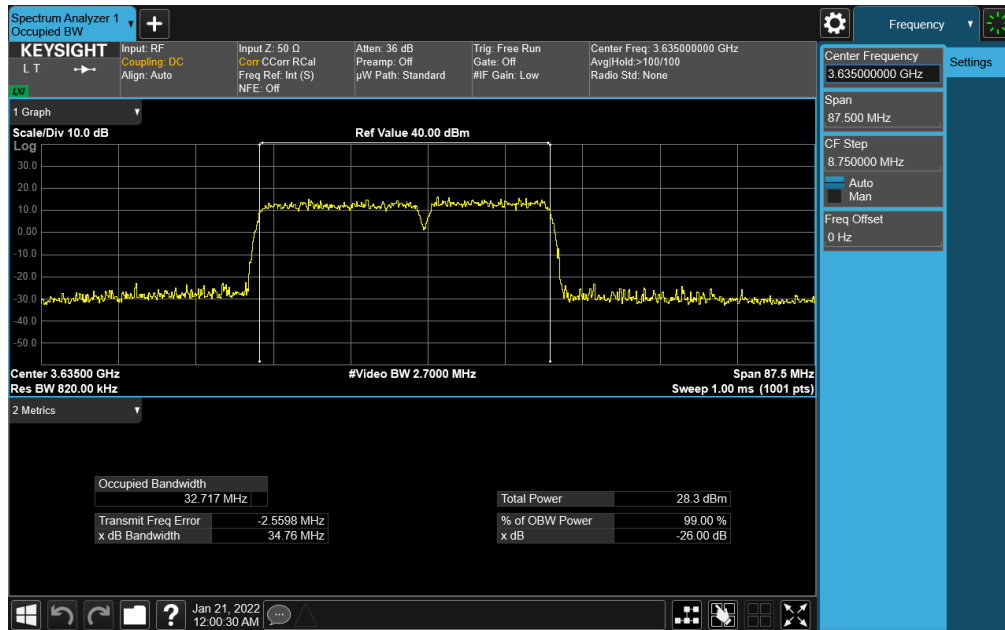 Spectrum Analyzer 1
Occupied BW
Frequency
KEYSIGHT
LT
LXI
Input: RF
Coupling: DC
Align: Auto
Input Z: 50 Ω
Corr CCorr RCal
Freq Ref: Int (S)
NFE: Off
Atten: 36 dB
Preamp: Off
µW Path: Standard
Trig: Free Run
Gate: Off
#IF Gain: Low
Center Freq: 3.635000000 GHz
Avg|Hold:>100/100
Radio Std: None
Center Frequency
3.635000000 GHz
Settings
Span
87.500 MHz
CF Step
8.750000 MHz
Auto
Man
Freq Offset
0 Hz
1 Graph
Scale/Div 10.0 dB
Ref Value 40.00 dBm
Log
30.0
20.0
10.0
0.00
-10.0
-20.0
-30.0
-40.0
-50.0
Center 3.63500 GHz
#Video BW 2.7000 MHz
Span 87.5 MHz
Res BW 820.00 kHz
Sweep 1.00 ms (1001 pts)
2 Metrics
Occupied Bandwidth
32.717 MHz
Transmit Freq Error -2.5598 MHz
x dB Bandwidth 34.76 MHz
Total Power 28.3 dBm
% of OBW Power 99.00 %
x dB -26.00 dB
Jan 21, 2022
12:00:30 AM